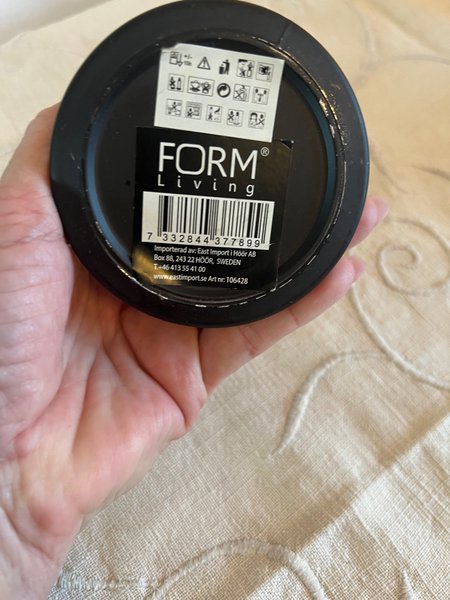 FORM®
Living
7 332844 377899
Importerad av: East Import i Höör AB
Box 88, 243 22 HÖÖR, SWEDEN
T.+46 413 55 41 00
www.eastimport.se Art nr: 106428